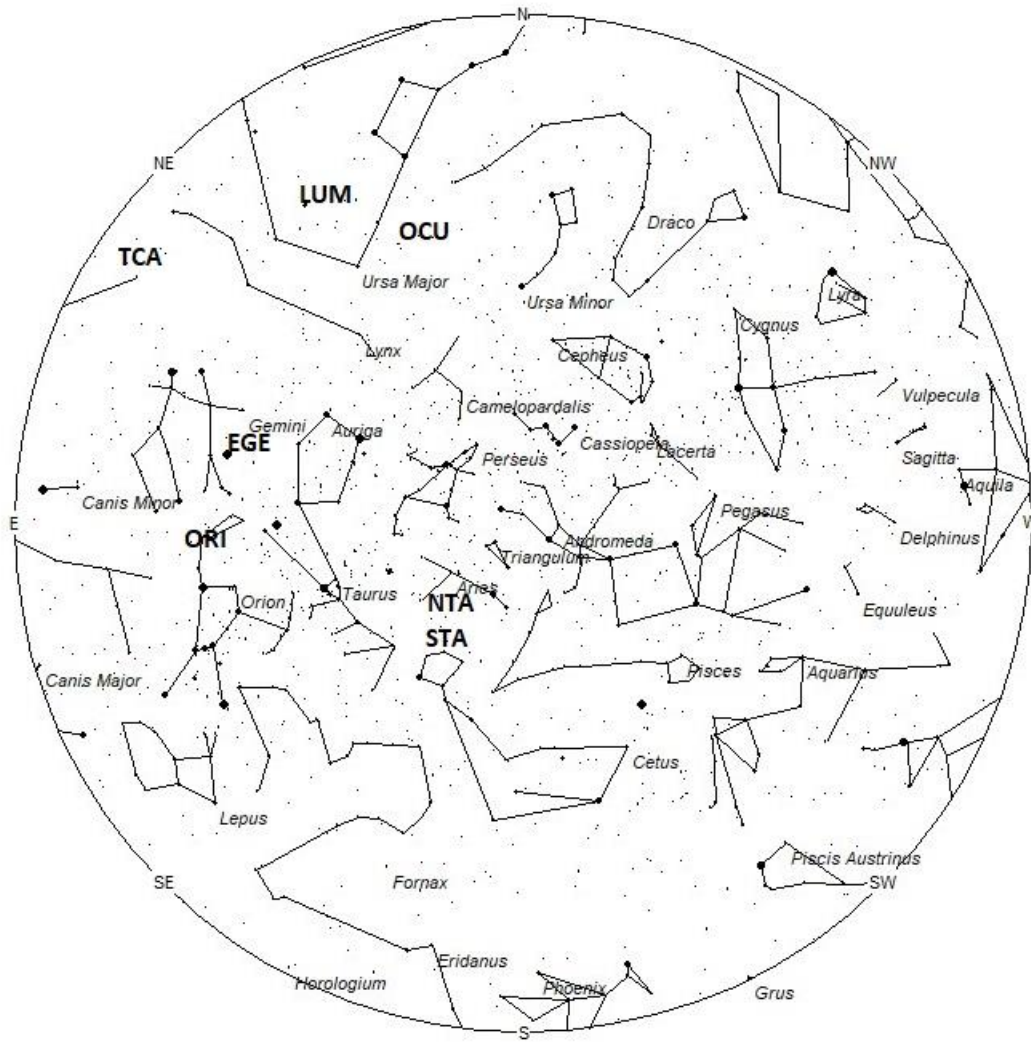 N
NE
NW
LUM
OCU
Draco
TCA
Ursa Major
Ursa Minor
Lyra
Cygnus
Lynx
Cepheus
Vulpecula
Camelopardalis
Gemini
Auriga
EGE
Cassiopeia
Lacerta
Perseus
Sagitta
Aquila
Canis Minor
Pegasus
E
W
ORI
Andromeda
Delphinus
Triangulum
Taurus
Aries
Orion
NTA
Equuleus
STA
Canis Major
Pisces
Aquarius
Cetus
Lepus
Piscis Austrinus
SE
Fornax
SW
Eridanus
Horologium
Phoenix
Grus
S